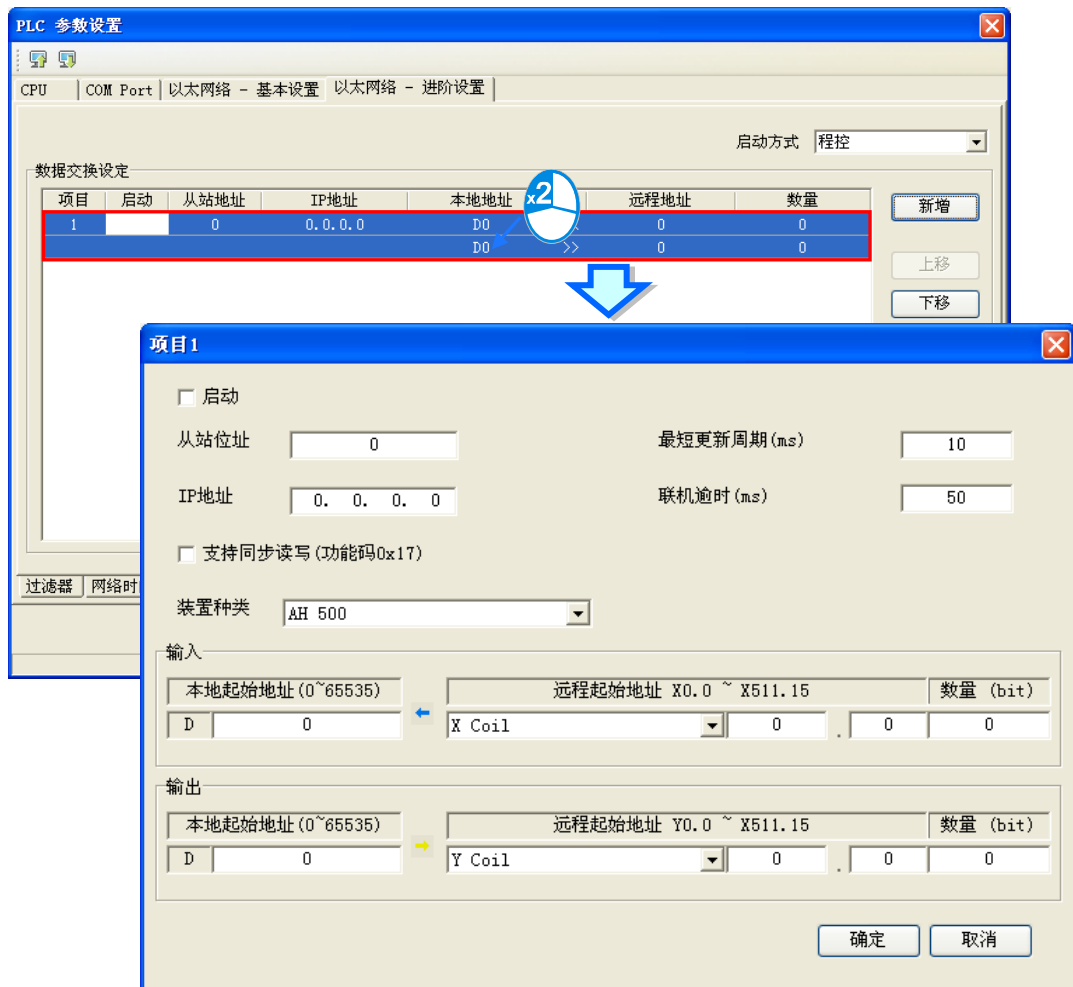 PLC 参数设置
CPU COM Port 以太网络 - 基本设置 以太网络 - 进阶设置
启动方式 程控
数据交换设定
项目 启动 从站地址 IP地址 本地地址 远程地址 数量 新增
x2
1 0 0.0.0.0 D0 0 0
D0 >> 0 0
上移
下移
项目1
启动
从站位址 0 最短更新周期(ms) 10
IP地址 0. 0. 0. 0 联机逾时(ms) 50
支持同步读写(功能码0x17)
过滤器 网络时
装置种类 AH 500
输入
本地起始地址(0~65535) 远程起始地址 X0.0 ~ X511.15 数量 (bit)
D 0 X Coil 0 . 0 0
输出
本地起始地址(0~65535) 远程起始地址 Y0.0 ~ X511.15 数量 (bit)
D 0 Y Coil 0 . 0 0
确定 取消